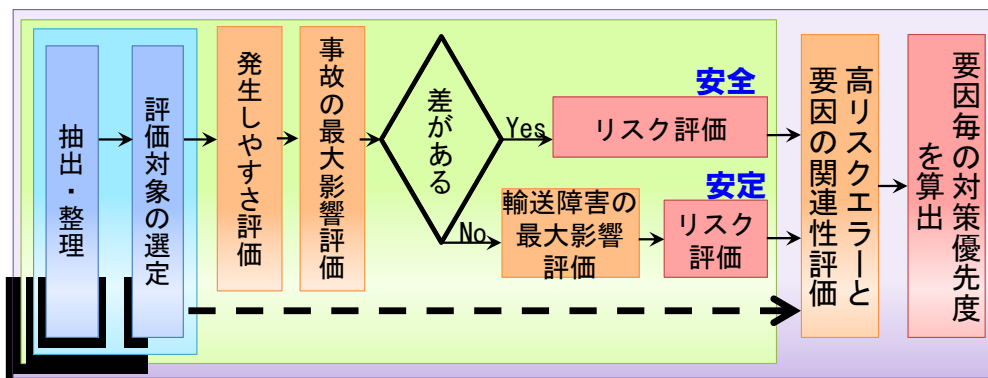 抽出・整理
評価対象の選定
発生しやすさ評価
事故の最大影響評価
差がある
Yes
安全
リスク評価
No
輸送障害の
最大影響
評価
安定
リスク
評価
高リスクエラーと
要因の関連性評価
要因毎の対策優先度
を算出